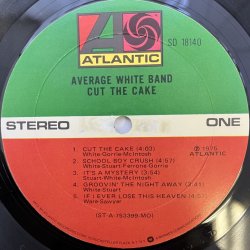 ATLANTIC
SD 18140
AVERAGE WHITE BAND
CUT THE CAKE
STEREO
ONE
1. CUT THE CAKE (4:03)
White-Gorrie-McIntosh
2. SCHOOL BOY CRUSH (4:57)
White-Stuart-Ferrone-Gorrie
3. IT'S A MYSTERY (3:54)
Stuart-White-McIntosh
4. GROOVIN' THE NIGHT AWAY (3:41)
White-Stuart
5. IF I EVER LOSE THIS HEAVEN
Ware-Sawyer
℗ 1975
ATLANTIC
(ST-A-753399-MO)